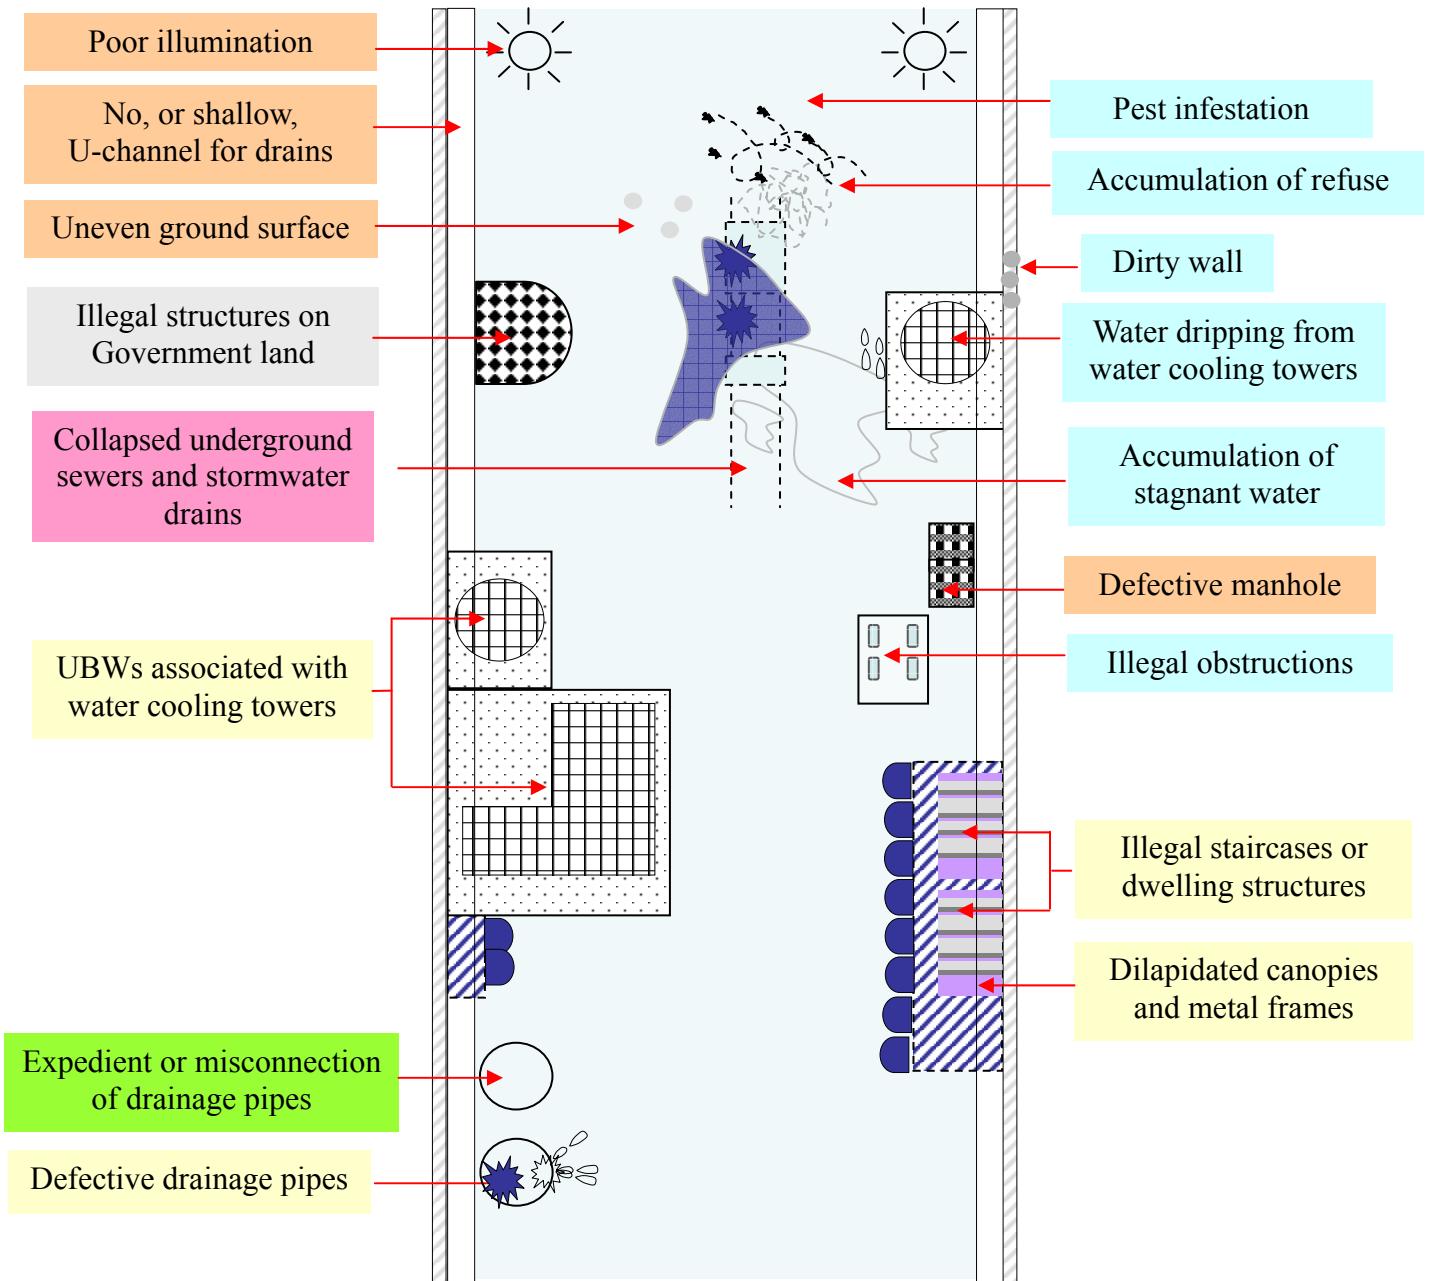 Poor illumination
No, or shallow,
U-channel for drains
Uneven ground surface
Illegal structures on
Government land
Collapsed underground
sewers and stormwater
drains
UBWs associated with
water cooling towers
Expedient or misconnection
of drainage pipes
Defective drainage pipes
Pest infestation
Accumulation of refuse
Dirty wall
Water dripping from
water cooling towers
Accumulation of
stagnant water
Defective manhole
Illegal obstructions
Illegal staircases or
dwelling structures
Dilapidated canopies
and metal frames